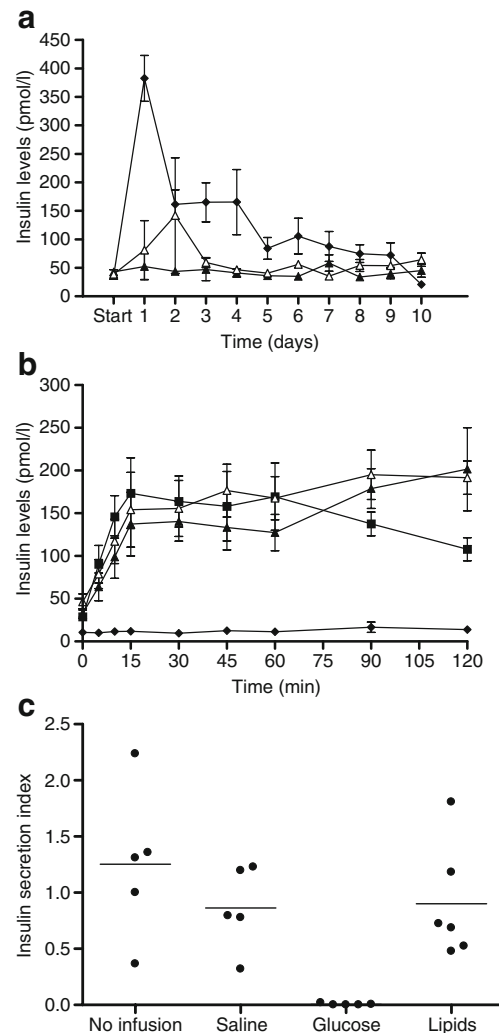 a
450
400
350
300
250
200
150
100
50
0
Insulin levels (pmol/l)
Start 1 2 3 4 5 6 7 8 9 10
Time (days)
b
300
250
200
150
100
50
0
Insulin levels (pmol/l)
0 15 30 45 60 75 90 105 120
Time (min)
c
2.5
2.0
1.5
1.0
0.5
0.0
Insulin secretion index
No infusion Saline Glucose Lipids